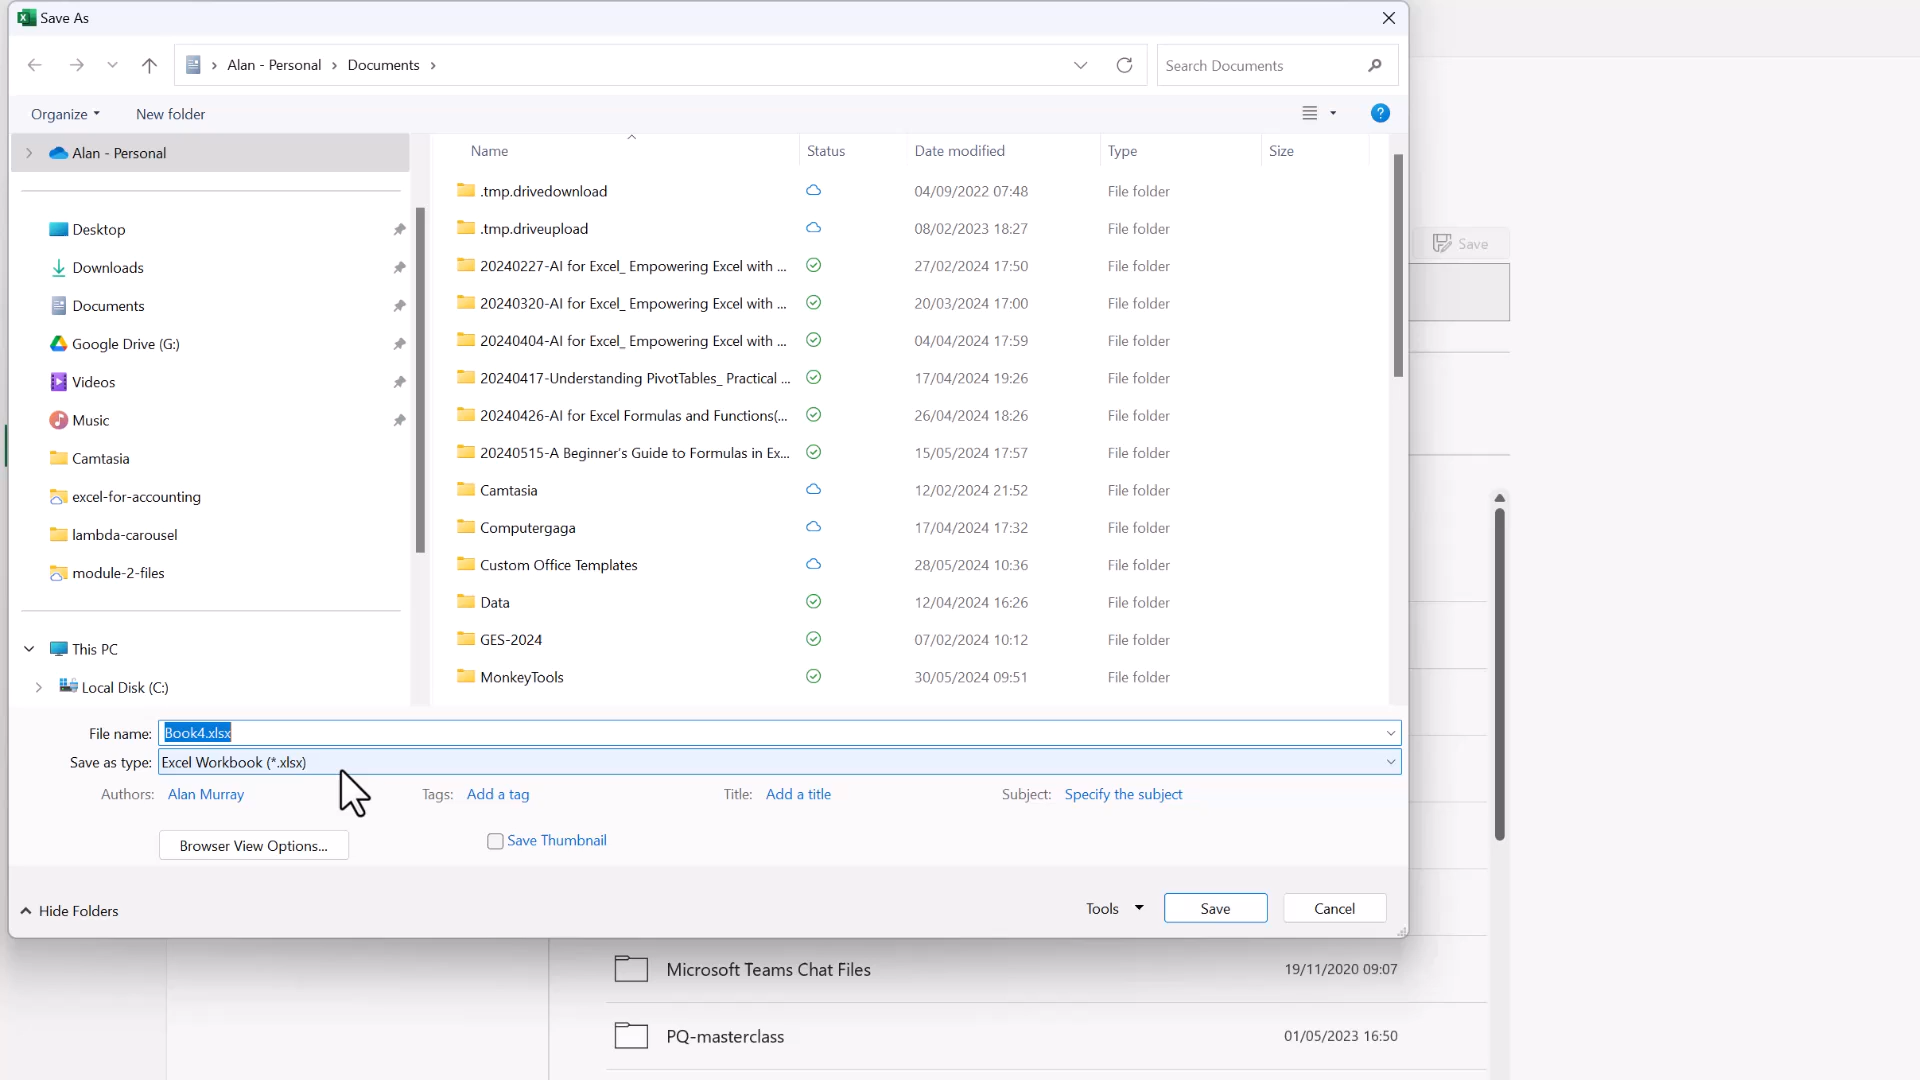 Save As
Alan - Personal > Documents >
Search Documents
Organize
New folder
Alan - Personal
Desktop
Downloads
Documents
Google Drive (G:)
Videos
Music
Camtasia
excel-for-accounting
lambda-carousel
module-2-files
This PC
Local Disk (C:)
Name Status Date modified Type Size
.tmp.drivedownload 04/09/2022 07:48 File folder
.tmp.driveupload 08/02/2023 18:27 File folder
20240227-AI for Excel_ Empowering Excel with ... 27/02/2024 17:50 File folder
20240320-AI for Excel_ Empowering Excel with ... 20/03/2024 17:00 File folder
20240404-AI for Excel_ Empowering Excel with ... 04/04/2024 17:59 File folder
20240417-Understanding PivotTables_ Practical ... 17/04/2024 19:26 File folder
20240426-AI for Excel Formulas and Functions(... 26/04/2024 18:26 File folder
20240515-A Beginner's Guide to Formulas in Ex... 15/05/2024 17:57 File folder
Camtasia 12/02/2024 21:52 File folder
Computergaga 17/04/2024 17:32 File folder
Custom Office Templates 28/05/2024 10:36 File folder
Data 12/04/2024 16:26 File folder
GES-2024 07/02/2024 10:12 File folder
MonkeyTools 30/05/2024 09:51 File folder
Save
File name: Book4.xlsx
Save as type: Excel Workbook (*.xlsx)
Authors: Alan Murray Tags: Add a tag Title: Add a title Subject: Specify the subject
Browser View Options...
Save Thumbnail
Hide Folders
Tools
Save
Cancel
Microsoft Teams Chat Files 19/11/2020 09:07
PQ-masterclass 01/05/2023 16:50